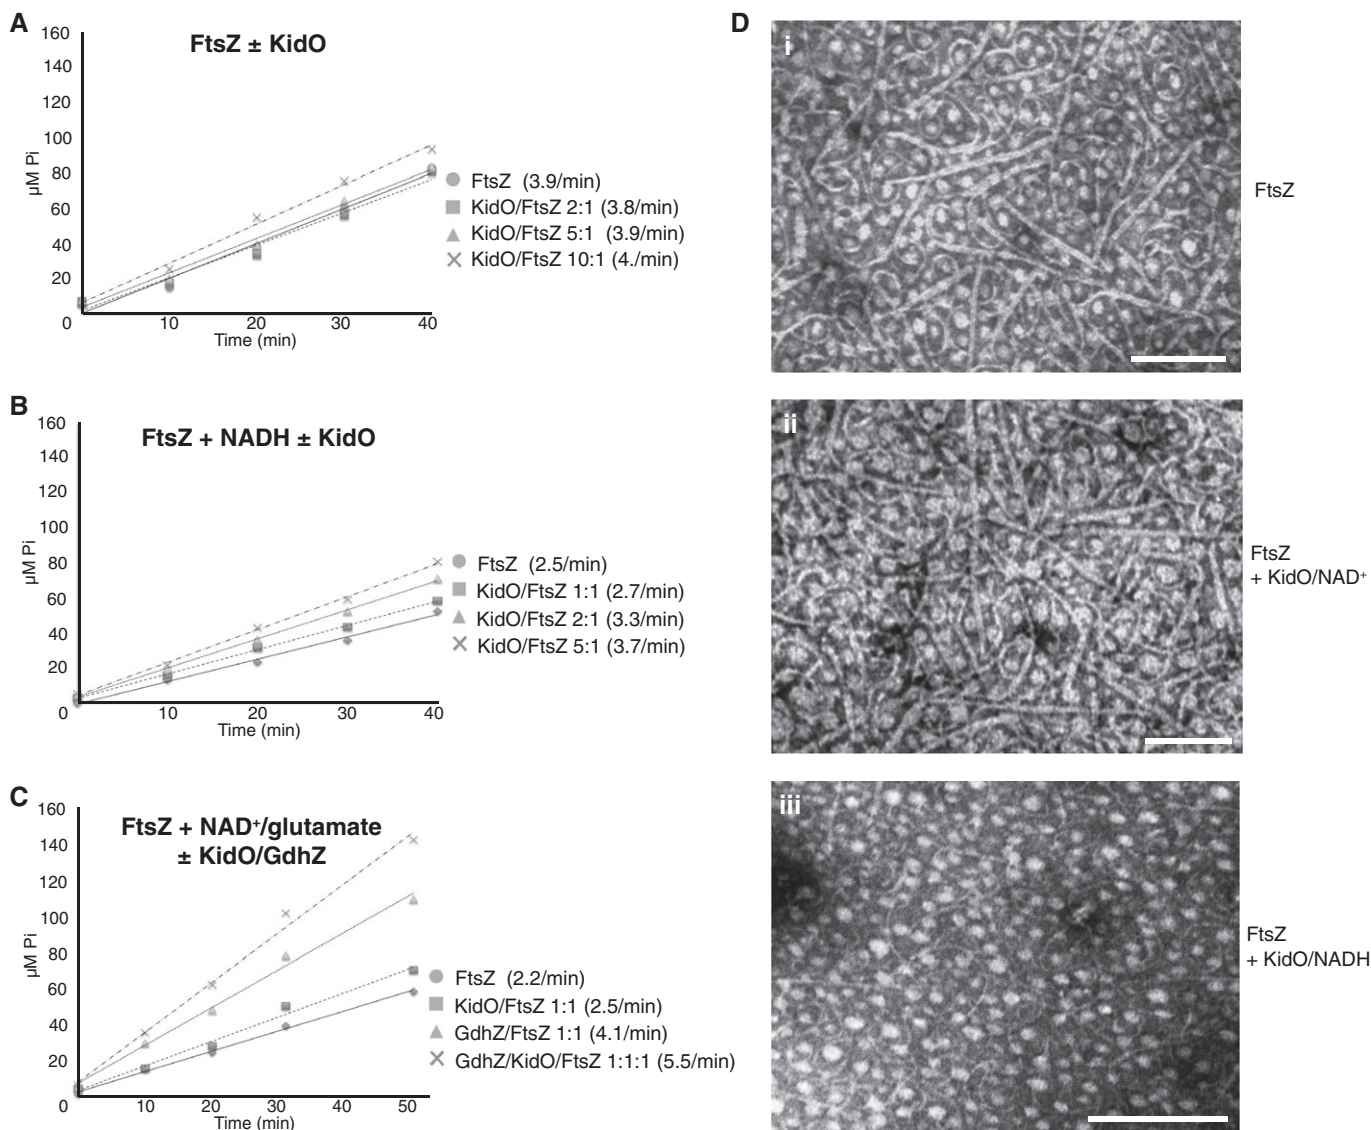 A
FtsZ ± KidO
160
140
120
100
80
60
40
20
0
10
20
30
40
µM Pi
Time (min)
FtsZ (3.9/min)
KidO/FtsZ 2:1 (3.8/min)
KidO/FtsZ 5:1 (3.9/min)
KidO/FtsZ 10:1 (4./min)
B
FtsZ + NADH ± KidO
160
140
120
100
80
60
40
20
0
10
20
30
40
µM Pi
Time (min)
FtsZ (2.5/min)
KidO/FtsZ 1:1 (2.7/min)
KidO/FtsZ 2:1 (3.3/min)
KidO/FtsZ 5:1 (3.7/min)
C
FtsZ + NAD⁺/glutamate
± KidO/GdhZ
160
140
120
100
80
60
40
20
0
10
20
30
40
50
µM Pi
Time (min)
FtsZ (2.2/min)
KidO/FtsZ 1:1 (2.5/min)
GdhZ/FtsZ 1:1 (4.1/min)
GdhZ/KidO/FtsZ 1:1:1 (5.5/min)
D
i
FtsZ
ii
FtsZ
+ KidO/NAD⁺
iii
FtsZ
+ KidO/NADH